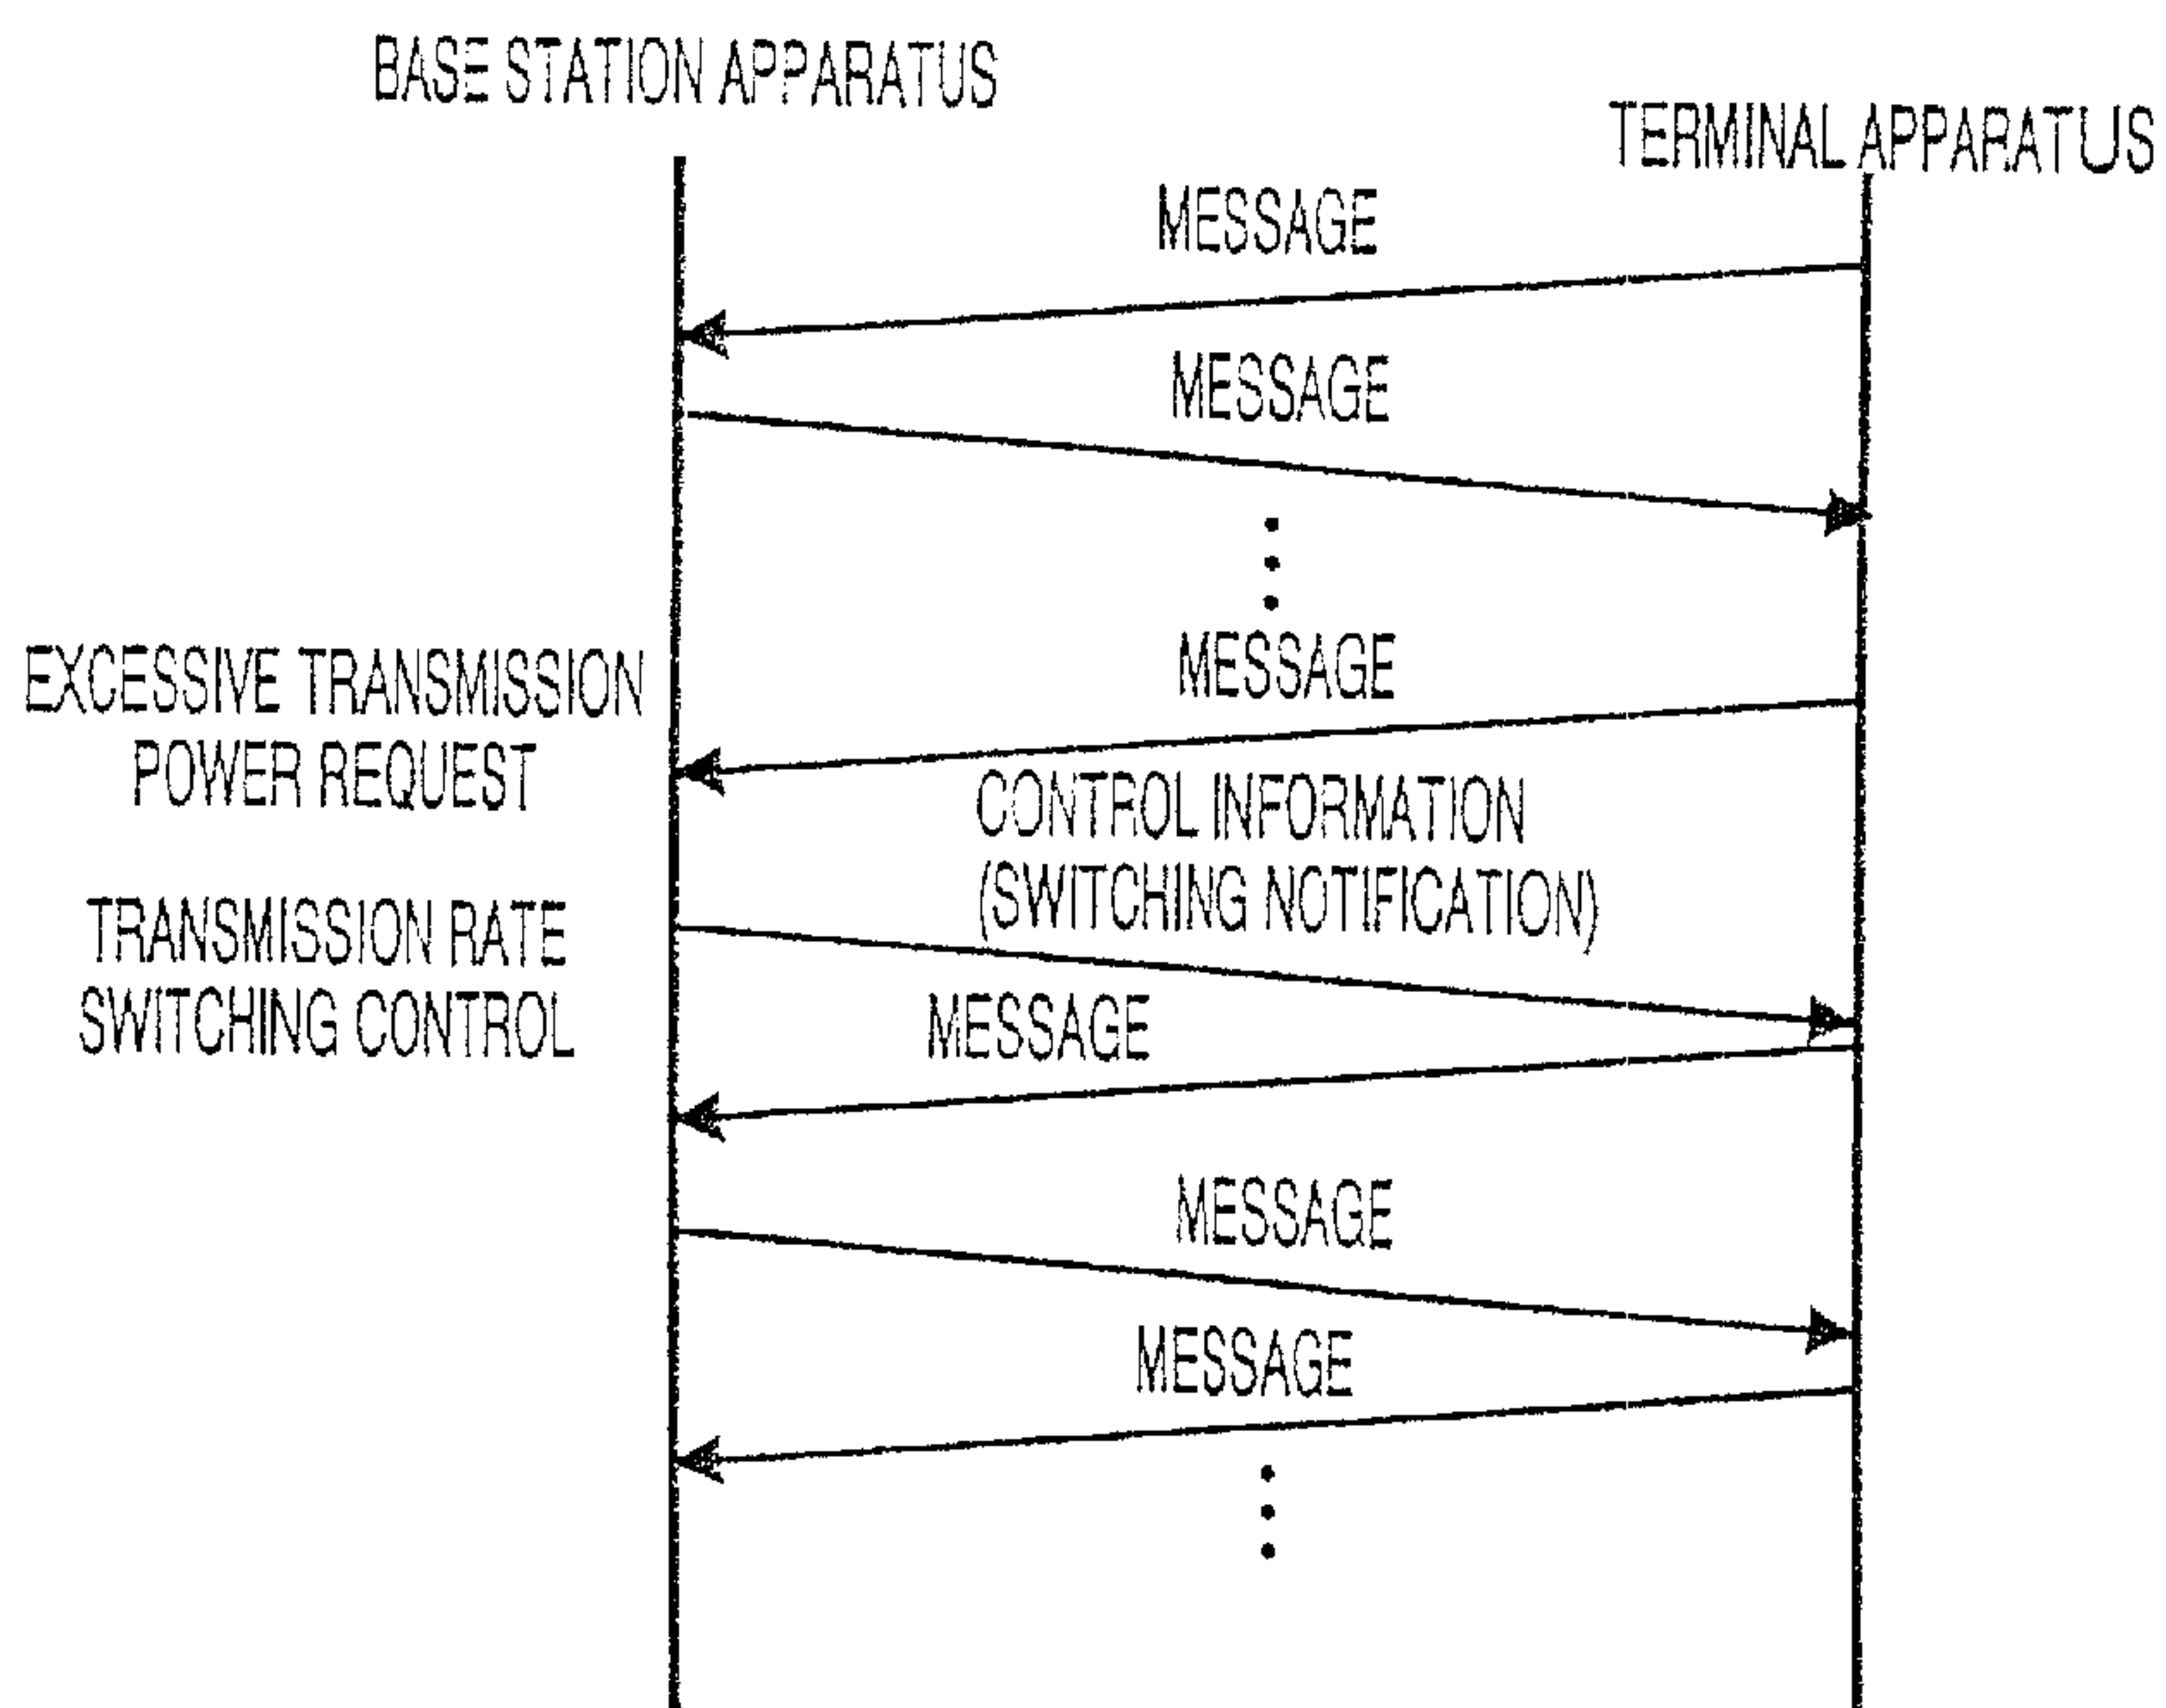 BASE STATION APPARATUS
TERMINAL APPARATUS
MESSAGE
MESSAGE
MESSAGE
EXCESSIVE TRANSMISSION
POWER REQUEST
CONTROL INFORMATION
(SWITCHING NOTIFICATION)
TRANSMISSION RATE
SWITCHING CONTROL
MESSAGE
MESSAGE
MESSAGE